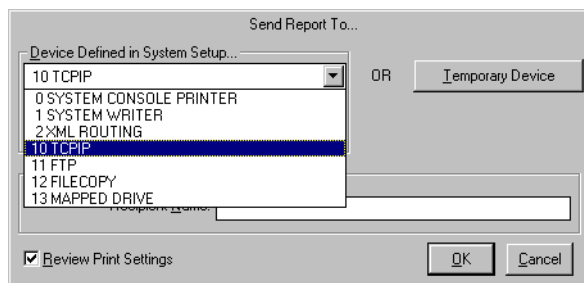 Send Report To...
Device Defined in System Setup...
10 TCPIP
OR
Temporary Device
0 SYSTEM CONSOLE PRINTER
1 SYSTEM WRITER
2 XML ROUTING
10 TCPIP
11 FTP
12 FILECOPY
13 MAPPED DRIVE
Name:
Review Print Settings
OK
Cancel